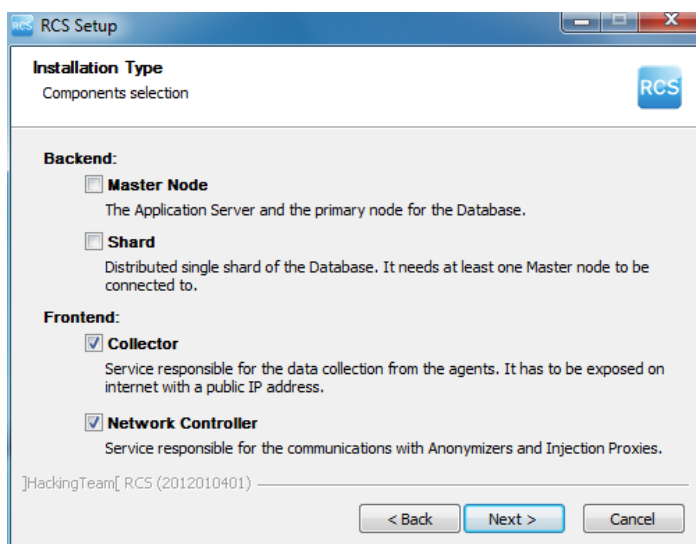 RCS RCS Setup
Installation Type
Components selection
RCS
Backend:
Master Node
The Application Server and the primary node for the Database.
Shard
Distributed single shard of the Database. It needs at least one Master node to be
connected to.
Frontend:
Collector
Service responsible for the data collection from the agents. It has to be exposed on
internet with a public IP address.
Network Controller
Service responsible for the communications with Anonymizers and Injection Proxies.
]HackingTeam[ RCS (2012010401)
< Back Next > Cancel